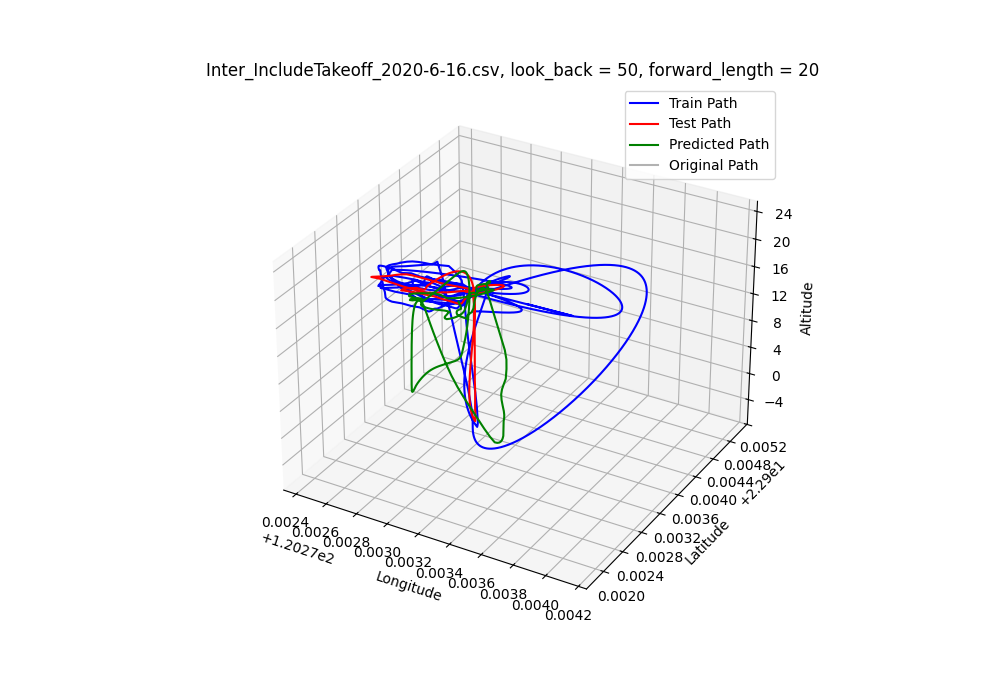 Inter_IncludeTakeoff_2020-6-16.csv, look_back = 50, forward_length = 20
Train Path
Test Path
Predicted Path
Original Path
24
20
16
12
8
4
0
−4
Altitude
0.0052
0.0048
0.0044
0.0040
0.0036
0.0032
0.0028
0.0024
0.0020
+2.29e1
Latitude
0.0024
0.0026
0.0028
0.0030
0.0032
0.0034
0.0036
0.0038
0.0040
0.0042
+1.2027e2
Longitude